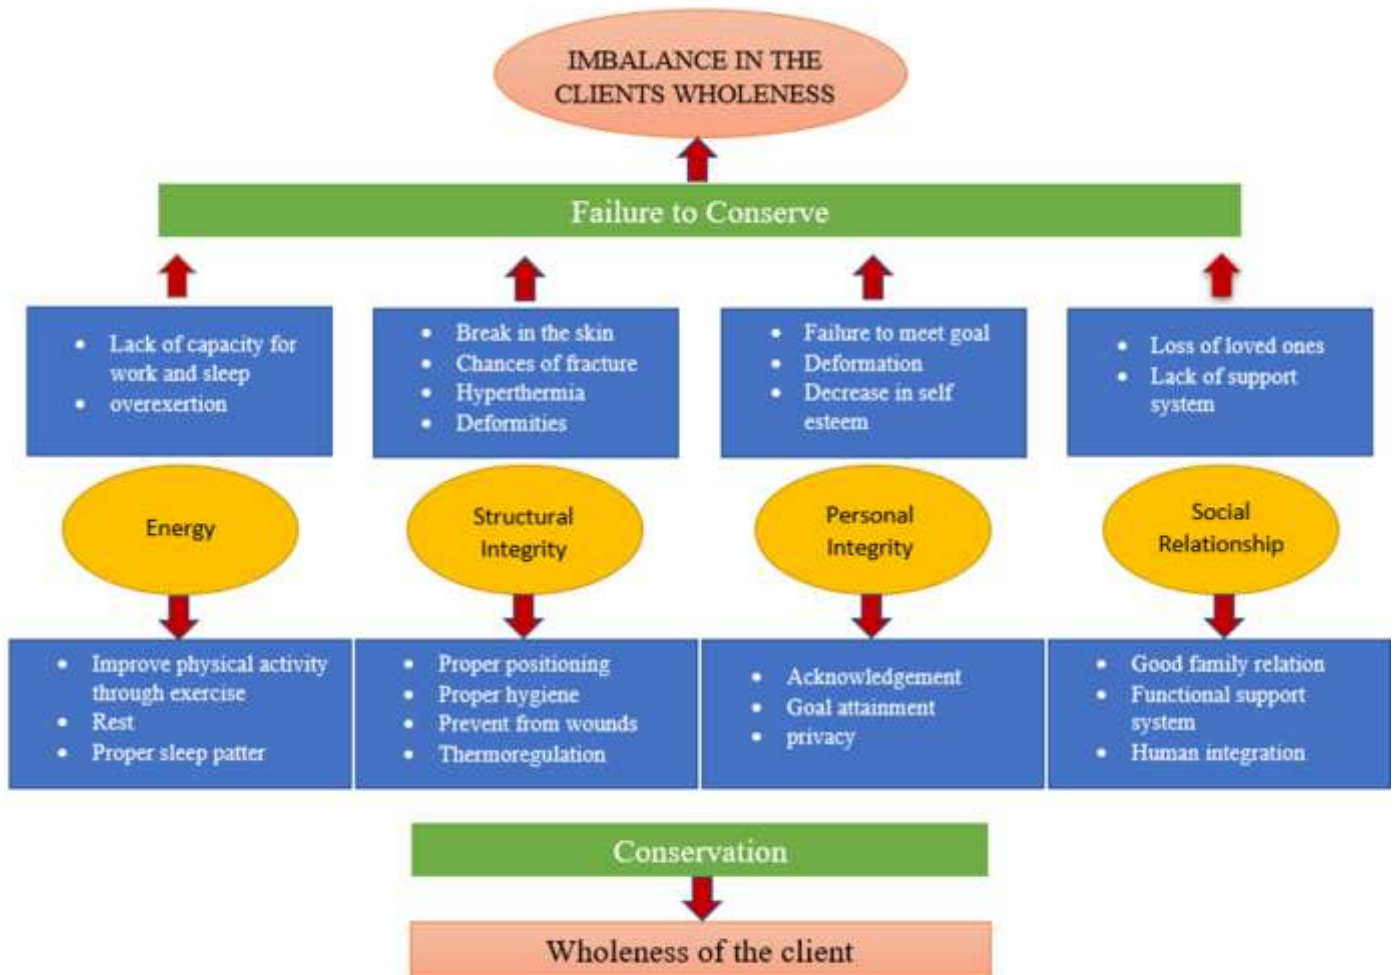 IMBALANCE IN THE
CLIENTS WHOLENESS
Failure to Conserve
• Lack of capacity for
work and sleep
• overexertion
• Break in the skin
• Chances of fracture
• Hyperthermia
• Deformities
• Failure to meet goal
• Deformation
• Decrease in self
esteem
• Loss of loved ones
• Lack of support
system
Energy
Structural
Integrity
Personal
Integrity
Social
Relationship
• Improve physical activity
through exercise
• Rest
• Proper sleep patter
• Proper positioning
• Proper hygiene
• Prevent from wounds
• Thermoregulation
• Acknowledgement
• Goal attainment
• privacy
• Good family relation
• Functional support
system
• Human integration
Conservation
Wholeness of the client